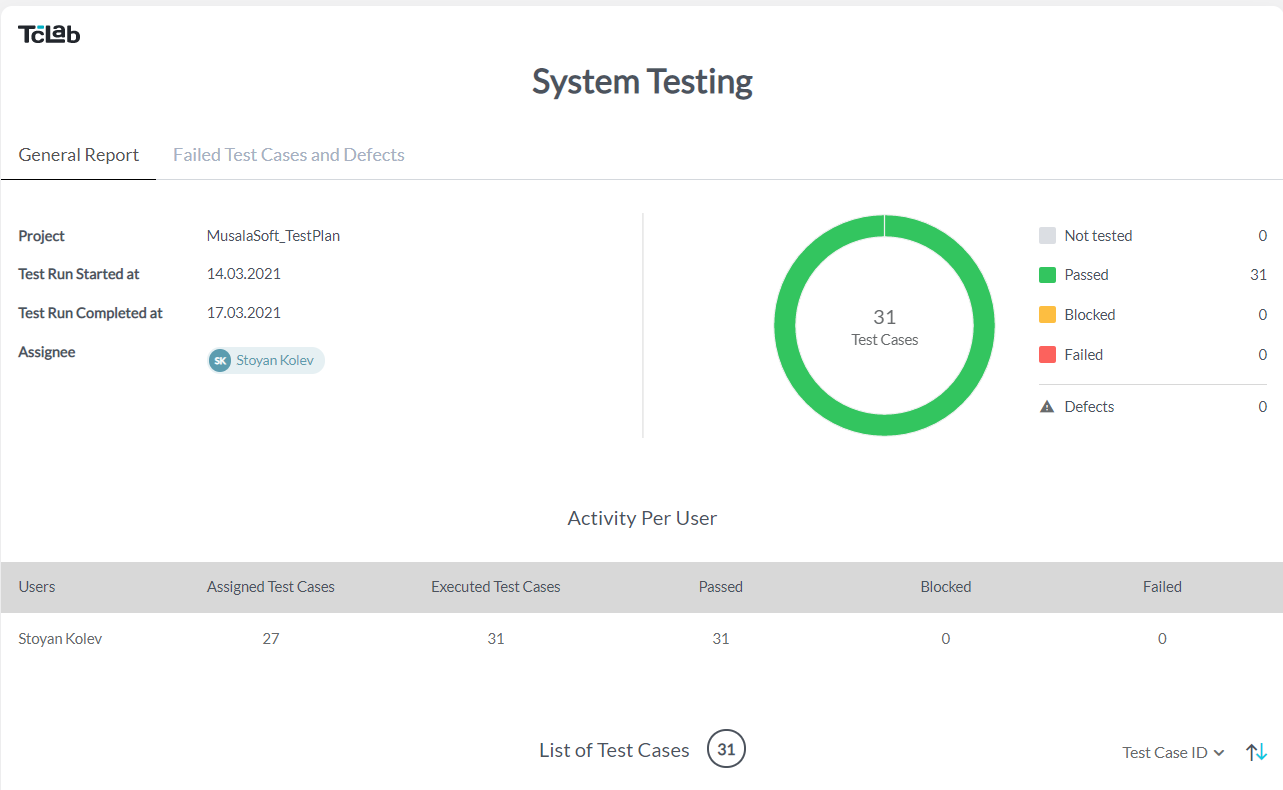 TcLab
System Testing
General Report Failed Test Cases and Defects
Project MusalaSoft_TestPlan
Test Run Started at 14.03.2021
Test Run Completed at 17.03.2021
Assignee SK Stoyan Kolev
31
Test Cases
Not tested 0
Passed 31
Blocked 0
Failed 0
Defects 0
Activity Per User
Users Assigned Test Cases Executed Test Cases Passed Blocked Failed
Stoyan Kolev 27 31 31 0 0
List of Test Cases 31 Test Case ID